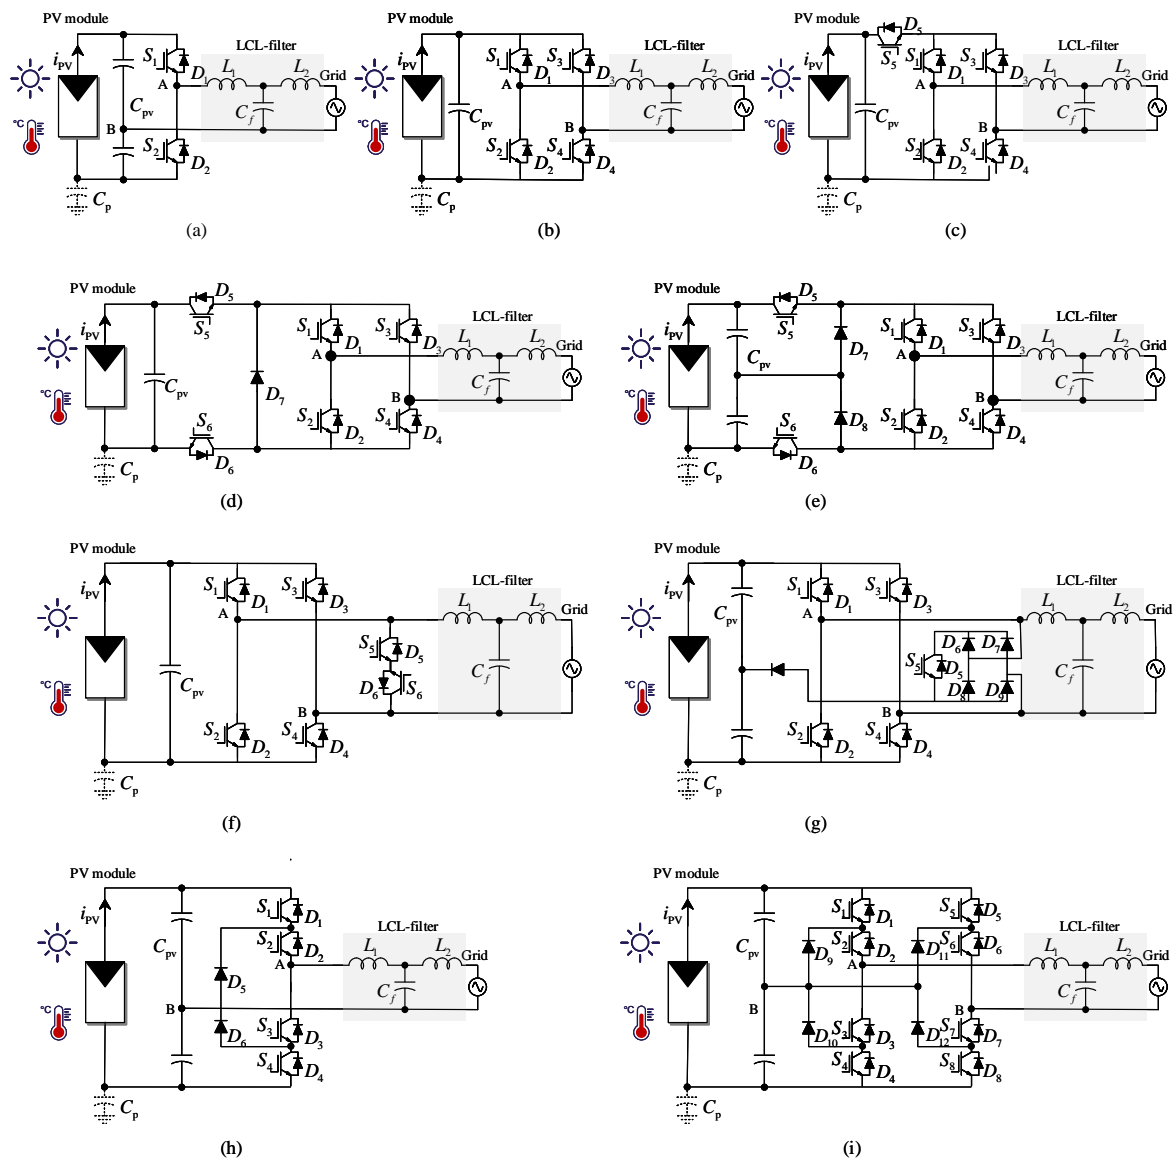 PV module
PV module
PV module
i_PV
S_1
D_1
LCL-filter
L_1
L_2
Grid
A
C_pv
C_f
B
S_2
D_2
°C
C_p
(a)
i_PV
S_1
S_3
D_1
D_3
LCL-filter
L_1
L_2
Grid
A
C_pv
C_f
B
S_2
S_4
D_2
D_4
°C
C_p
(b)
D_5
S_5
i_PV
S_1
S_3
D_1
D_3
LCL-filter
L_1
L_2
Grid
A
C_pv
C_f
B
S_2
S_4
D_2
D_4
°C
C_p
(c)
PV module
D_5
S_5
i_PV
S_1
S_3
D_1
D_3
LCL-filter
L_1
L_2
Grid
A
C_pv
D_7
C_f
B
S_2
S_4
D_2
D_4
S_6
D_6
°C
C_p
(d)
PV module
D_5
S_5
i_PV
S_1
S_3
D_1
D_3
LCL-filter
L_1
L_2
Grid
A
D_7
C_pv
C_f
B
D_8
S_2
S_4
D_2
D_4
S_6
D_6
°C
C_p
(e)
PV module
i_PV
S_1
S_3
D_1
D_3
LCL-filter
L_1
L_2
Grid
A
S_5
D_5
D_6
S_6
C_pv
C_f
B
S_2
S_4
D_2
D_4
°C
C_p
(f)
PV module
i_PV
S_1
S_3
D_1
D_3
LCL-filter
L_1
L_2
Grid
A
C_pv
D_6
D_7
S_5
D_5
D_8
D_9
C_f
B
S_2
S_4
D_2
D_4
°C
C_p
(g)
PV module
i_PV
S_1
D_1
S_2
D_2
LCL-filter
L_1
L_2
Grid
C_pv
A
D_5
C_f
B
D_6
S_3
D_3
S_4
D_4
°C
C_p
(h)
PV module
i_PV
S_1
D_1
S_5
D_5
S_2
D_2
S_6
D_6
LCL-filter
L_1
L_2
Grid
C_pv
D_9
D_11
A
C_f
B
B
D_10
S_3
D_3
D_12
S_7
D_7
S_4
D_4
S_8
D_8
°C
C_p
(i)